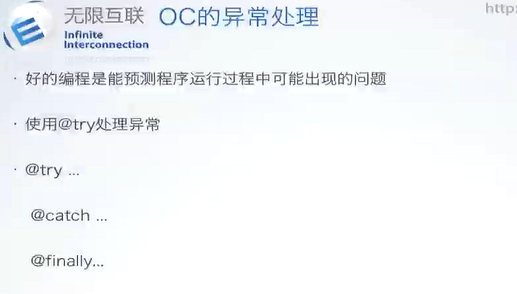 无限互联
Infinite
Interconnection
OC的异常处理
http:
· 好的编程是能预测程序运行过程中可能出现的问题
· 使用@try处理异常
· @try ...
@catch ...
@finally...